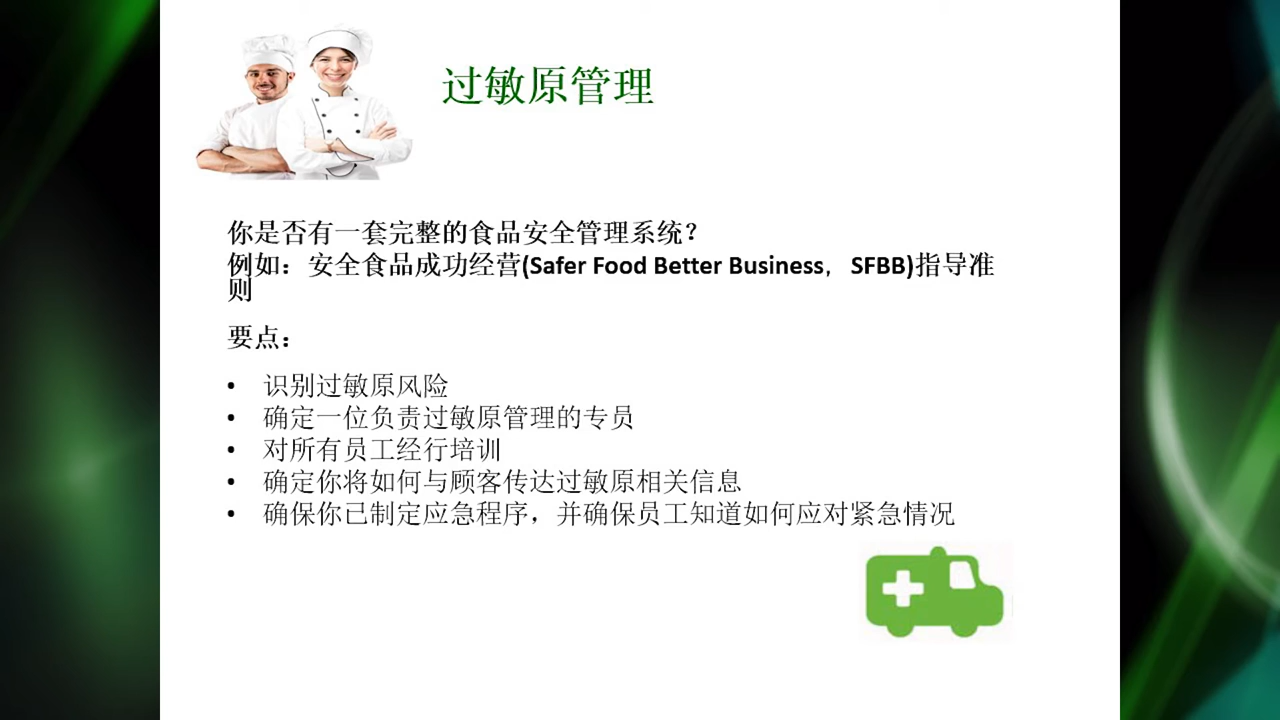 过敏原管理
你是否有一套完整的食品安全管理系统？
例如：安全食品成功经营(Safer Food Better Business，SFBB)指导准
则
要点：
• 识别过敏原风险
• 确定一位负责过敏原管理的专员
• 对所有员工经行培训
• 确定你将如何与顾客传达过敏原相关信息
• 确保你已制定应急程序，并确保员工知道如何应对紧急情况